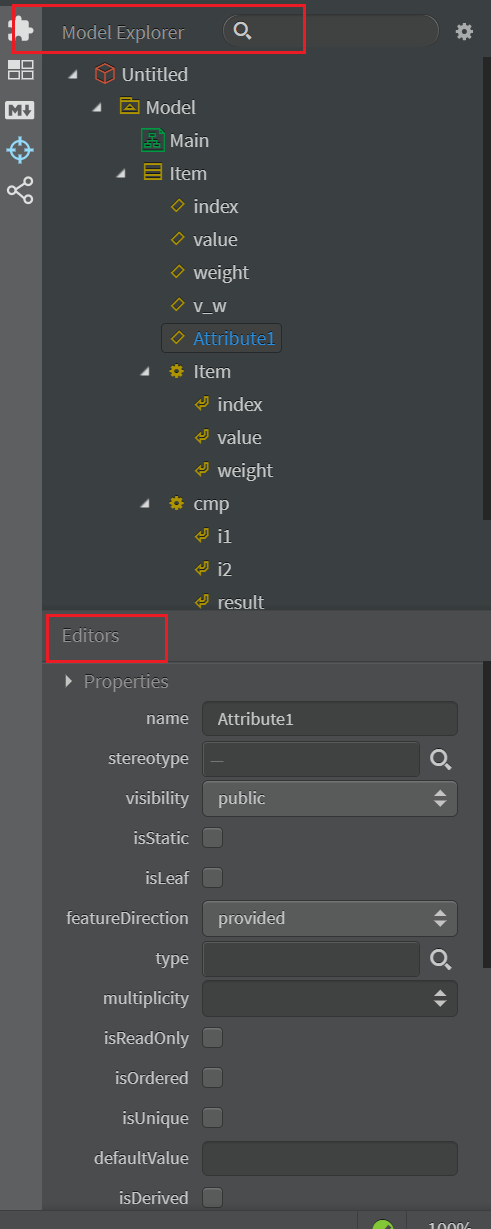 Model Explorer
Untitled
M
Model
Main
Item
index
value
weight
v_w
Attribute1
Item
index
value
weight
cmp
i1
i2
result
Editors
Properties
name Attribute1
stereotype —
visibility public
isStatic
isLeaf
featureDirection provided
type
multiplicity
isReadOnly
isOrdered
isUnique
defaultValue
isDerived
100%